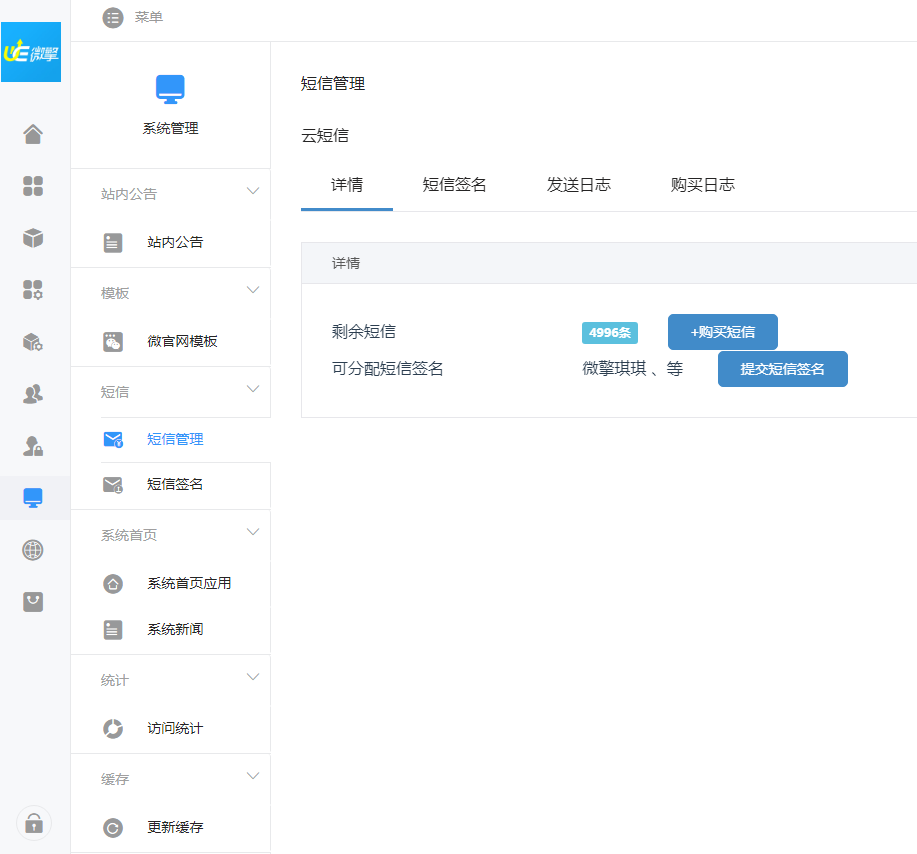 菜单
WE微擎
系统管理
站内公告
站内公告
模板
微官网模板
短信
短信管理
短信签名
系统首页
系统首页应用
系统新闻
统计
访问统计
缓存
更新缓存
短信管理
云短信
详情 短信签名 发送日志 购买日志
详情
剩余短信 4996条 +购买短信
可分配短信签名 微擎琪琪 、等 提交短信签名